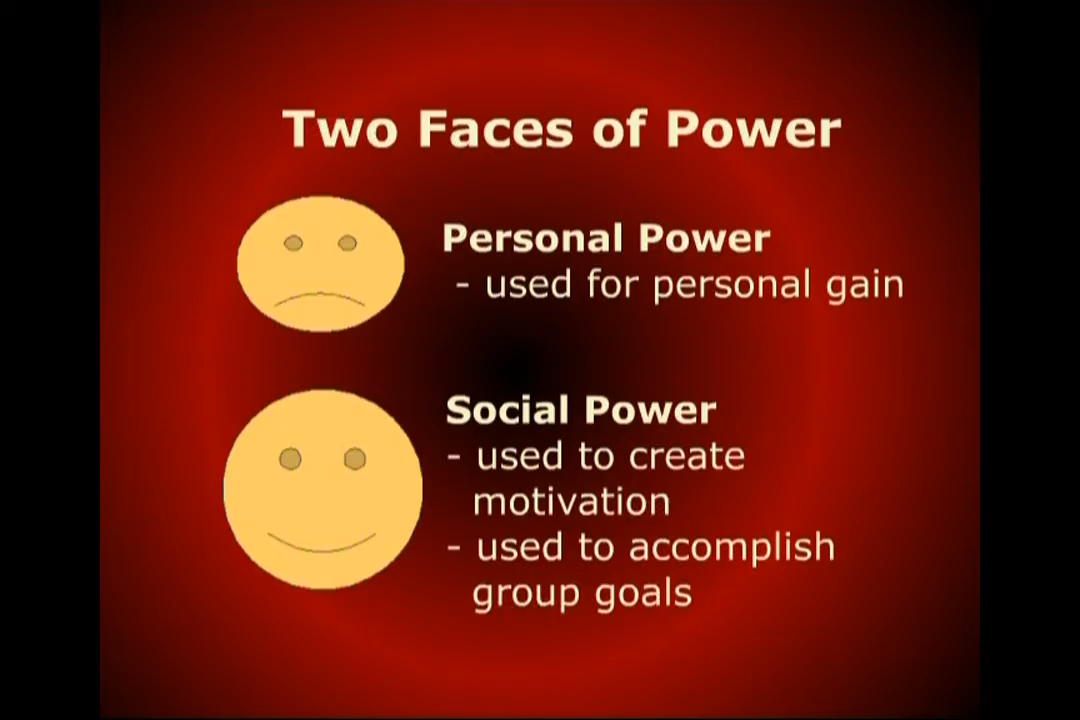 Two Faces of Power
Personal Power
- used for personal gain
Social Power
- used to create
motivation
- used to accomplish
group goals